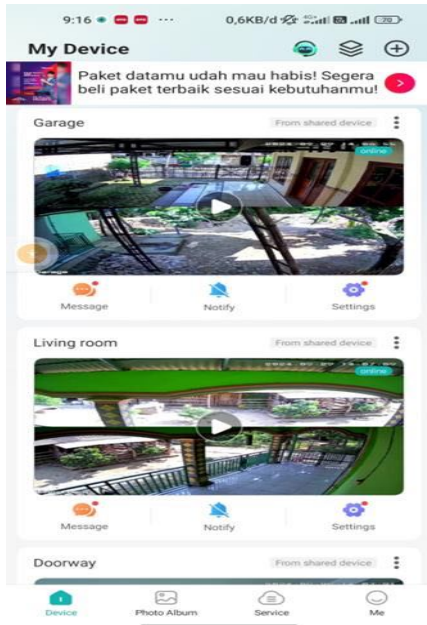 9:16
0,6KB/d
My Device
Paket datamu udah mau habis! Segera
beli paket terbaik sesuai kebutuhanmu!
Garage
From shared device
online
Message
Notify
Settings
Living room
From shared device
online
Message
Notify
Settings
Doorway
From shared device
Device
Photo Album
Service
Me